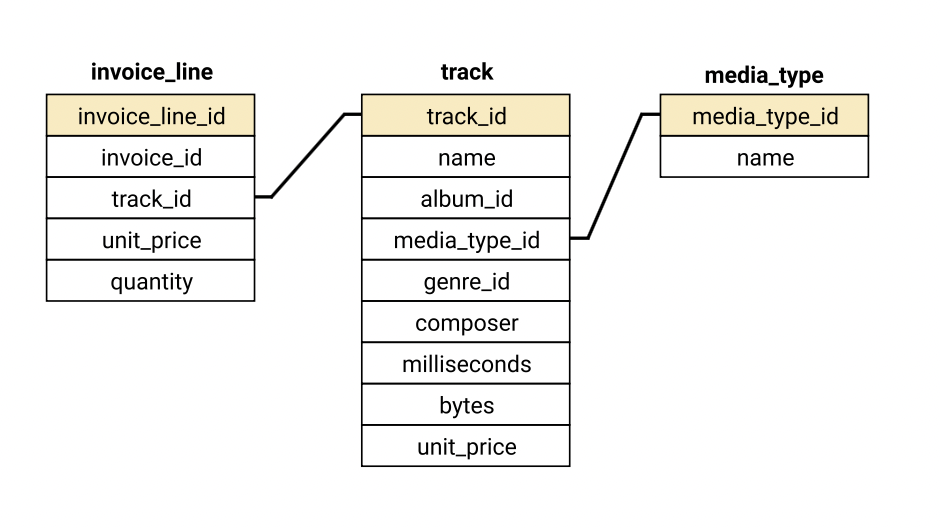 invoice_line
invoice_line_id
invoice_id
track_id
unit_price
quantity
track
track_id
name
album_id
media_type_id
genre_id
composer
milliseconds
bytes
unit_price
media_type
media_type_id
name